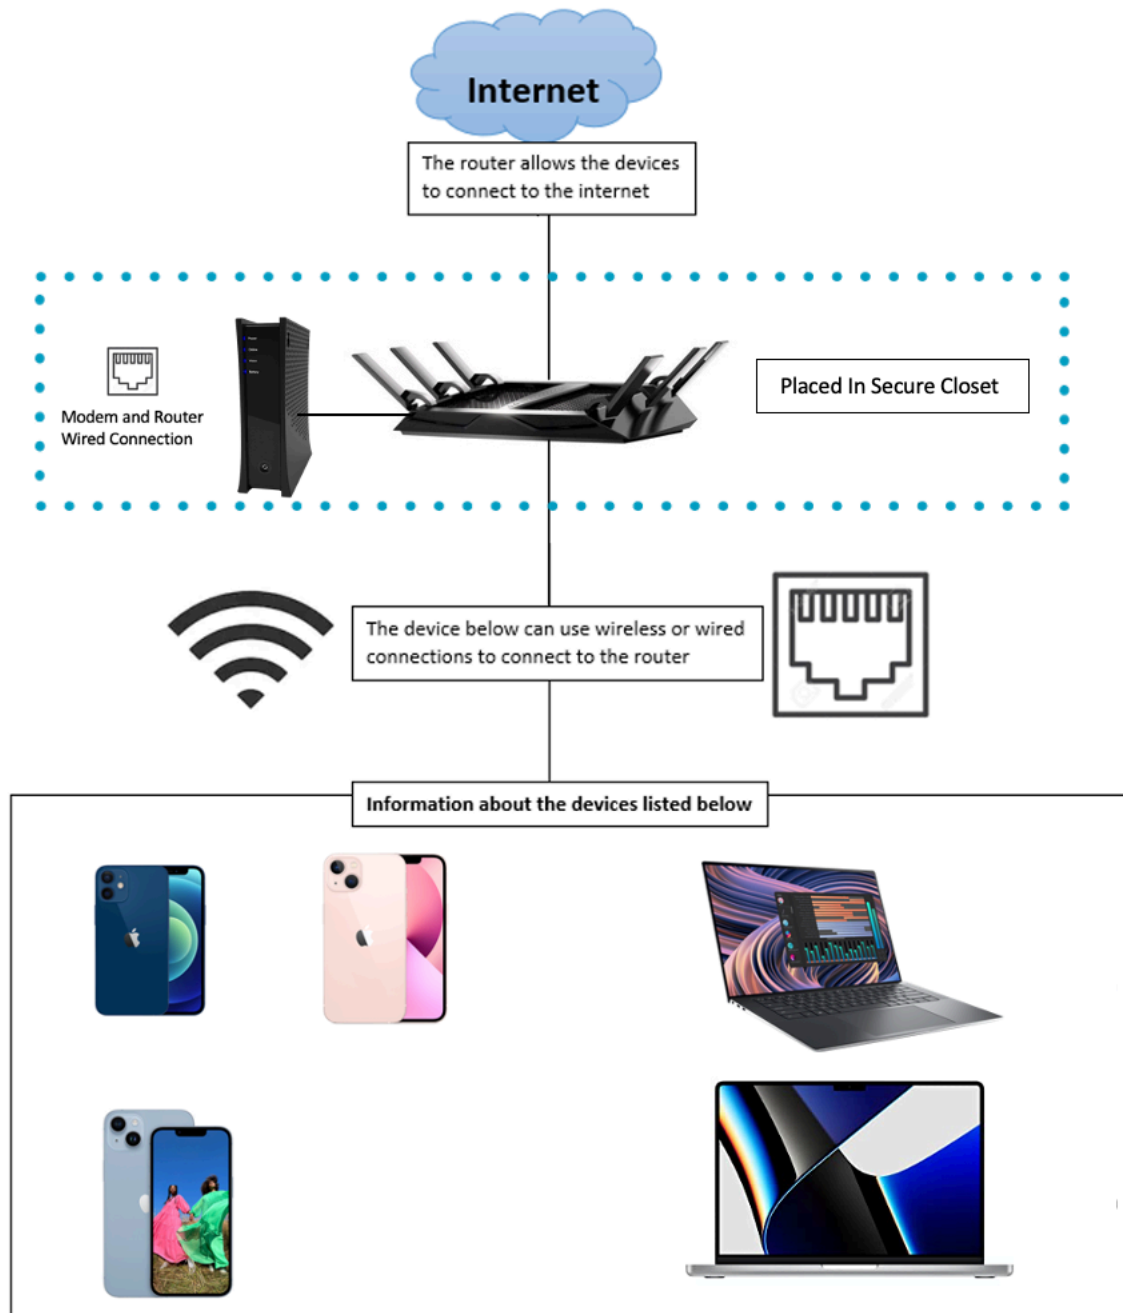 Internet
The router allows the devices
to connect to the internet
Modem and Router
Wired Connection
Placed In Secure Closet
The device below can use wireless or wired
connections to connect to the router
Information about the devices listed below